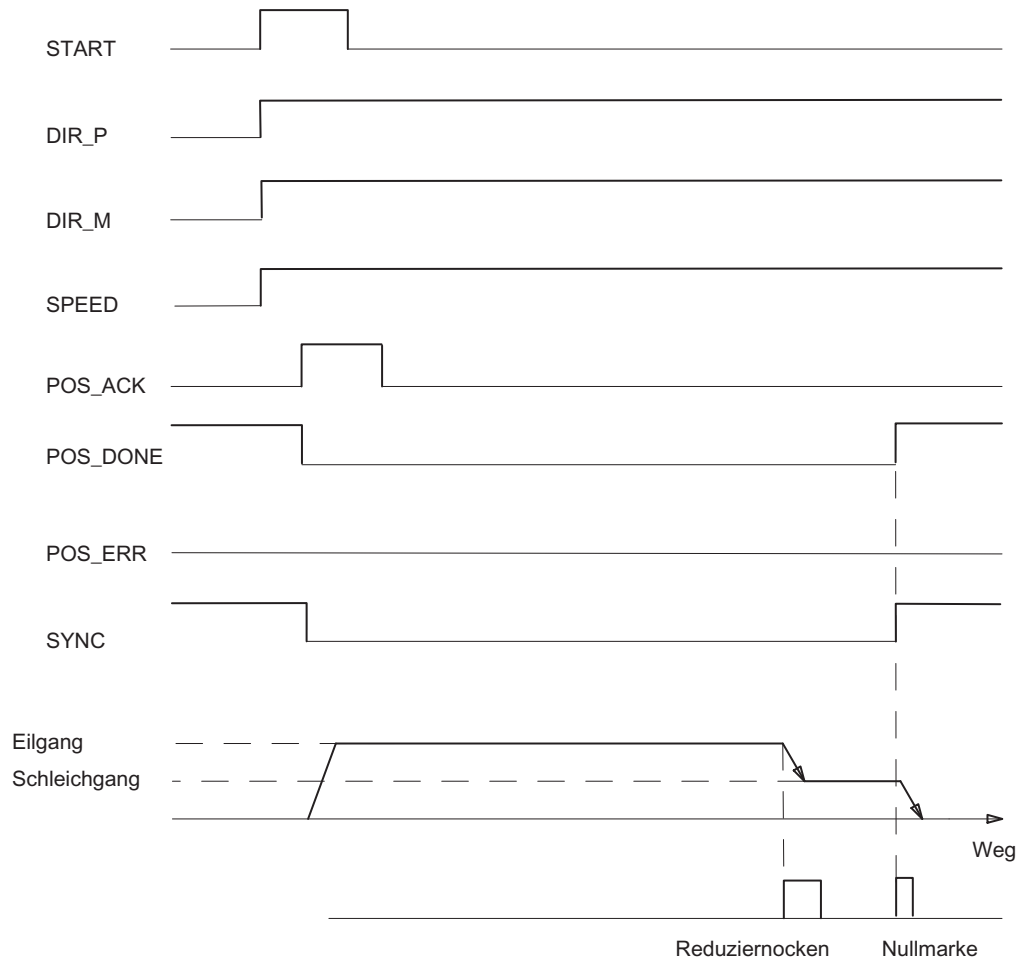 START
DIR_P
DIR_M
SPEED
POS_ACK
POS_DONE
POS_ERR
SYNC
Eilgang
Schleichgang
Weg
Reduziernocken
Nullmarke